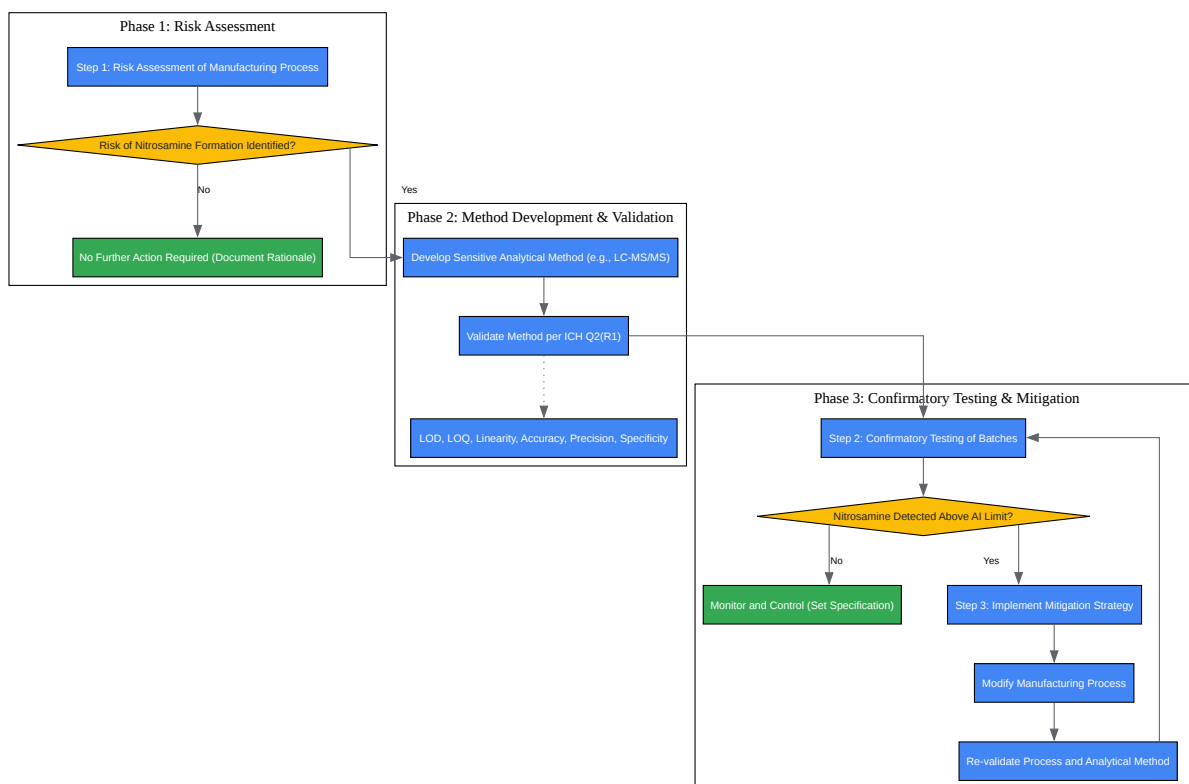 Phase 1: Risk Assessment
Step 1: Risk Assessment of Manufacturing Process
Risk of Nitrosamine Formation Identified?
No
Yes
No Further Action Required (Document Rationale)
Phase 2: Method Development & Validation
Develop Sensitive Analytical Method (e.g., LC-MS/MS)
Validate Method per ICH Q2(R1)
LOD, LOQ, Linearity, Accuracy, Precision, Specificity
Phase 3: Confirmatory Testing & Mitigation
Step 2: Confirmatory Testing of Batches
Nitrosamine Detected Above AI Limit?
No
Yes
Monitor and Control (Set Specification)
Step 3: Implement Mitigation Strategy
Modify Manufacturing Process
Re-validate Process and Analytical Method